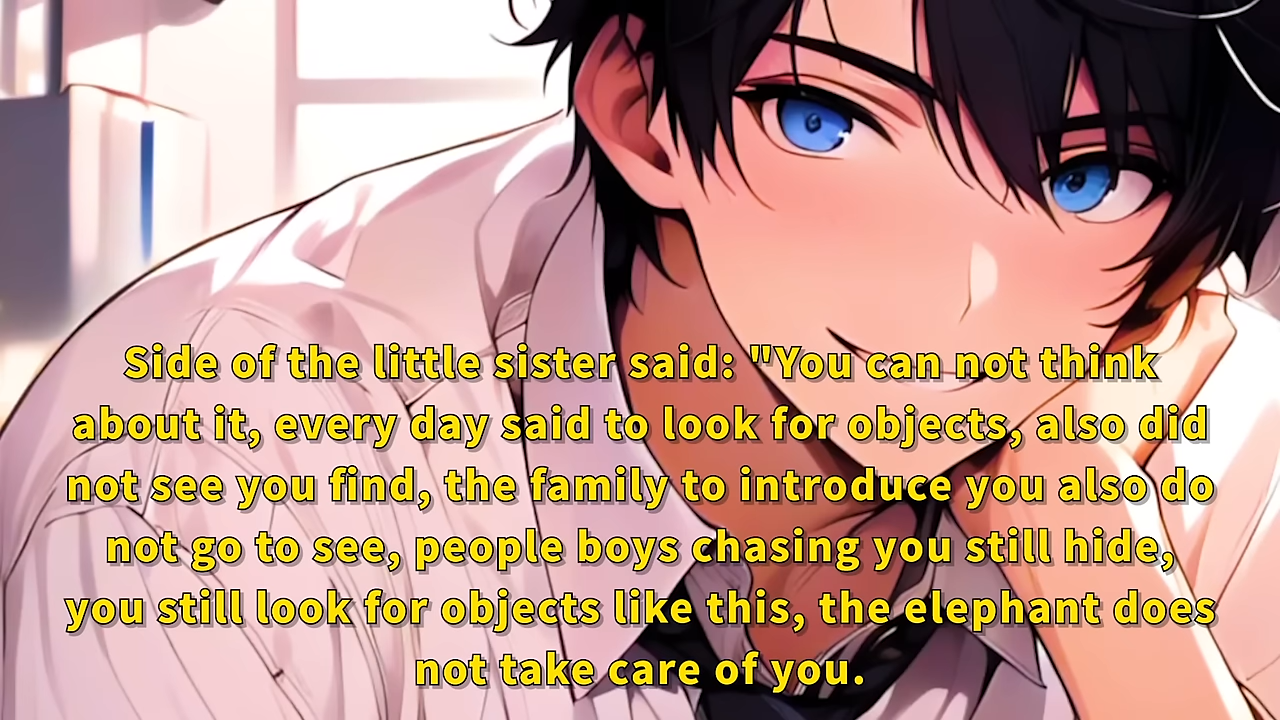 Side of the little sister said: "You can not think
about it, every day said to look for objects, also did
not see you find, the family to introduce you also do
not go to see, people boys chasing you still hide,
you still look for objects like this, the elephant does
not take care of you.